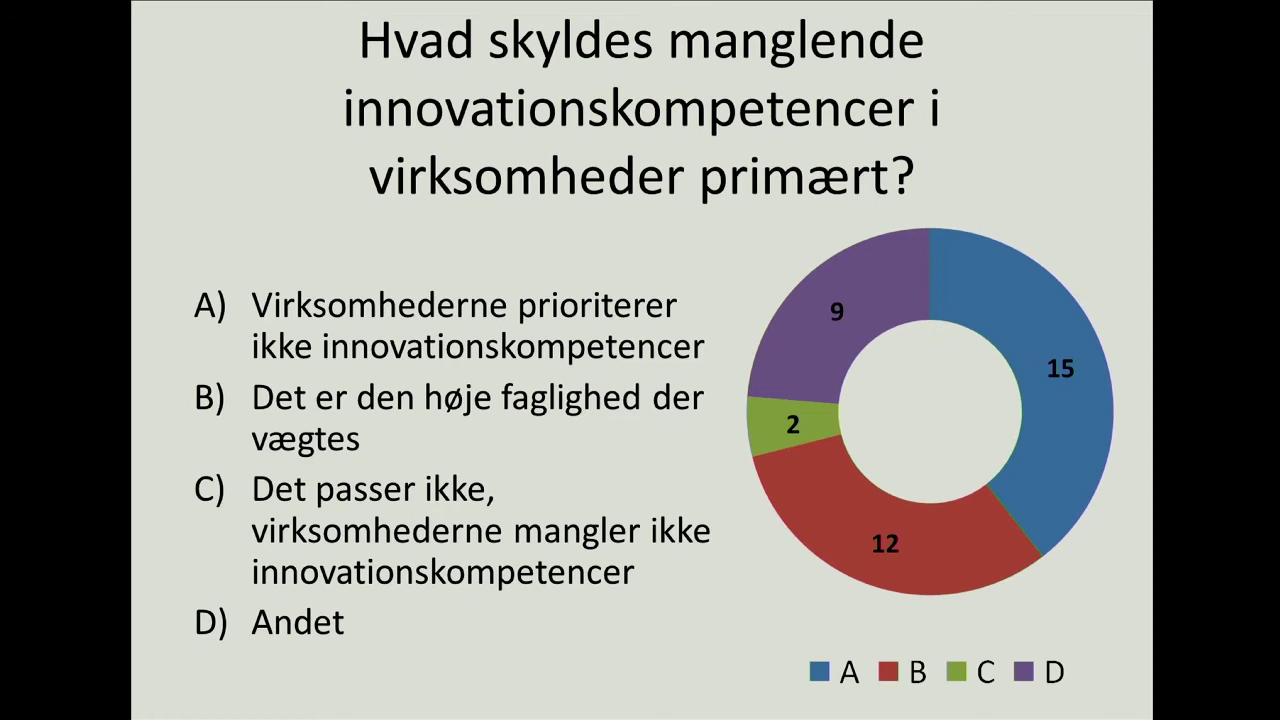 Hvad skyldes manglende
innovationskompetencer i
virksomheder primært?
A) Virksomhederne prioriterer
ikke innovationskompetencer
B) Det er den høje faglighed der
vægtes
C) Det passer ikke,
virksomhederne mangler ikke
innovationskompetencer
D) Andet
9
15
2
12
A B C D